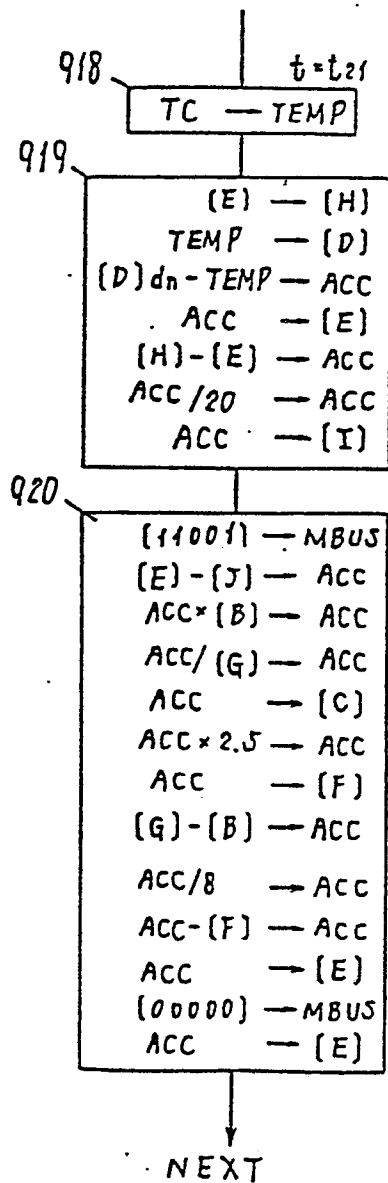 918
t = t21
TC — TEMP
919
[E] — [H]
TEMP — [D]
[D]dn - TEMP — ACC
ACC — [E]
[H] - [E] → ACC
ACC/20 → ACC
ACC — [I]
920
[11001] → MBUS
[E] - [J] → ACC
ACC × [B] → ACC
ACC/[G] → ACC
ACC → [C]
ACC × 2.5 → ACC
ACC → [F]
[G] - [B] → ACC
ACC/8 → ACC
ACC - [F] → ACC
ACC → [E]
[00000] → MBUS
ACC → [E]
NEXT